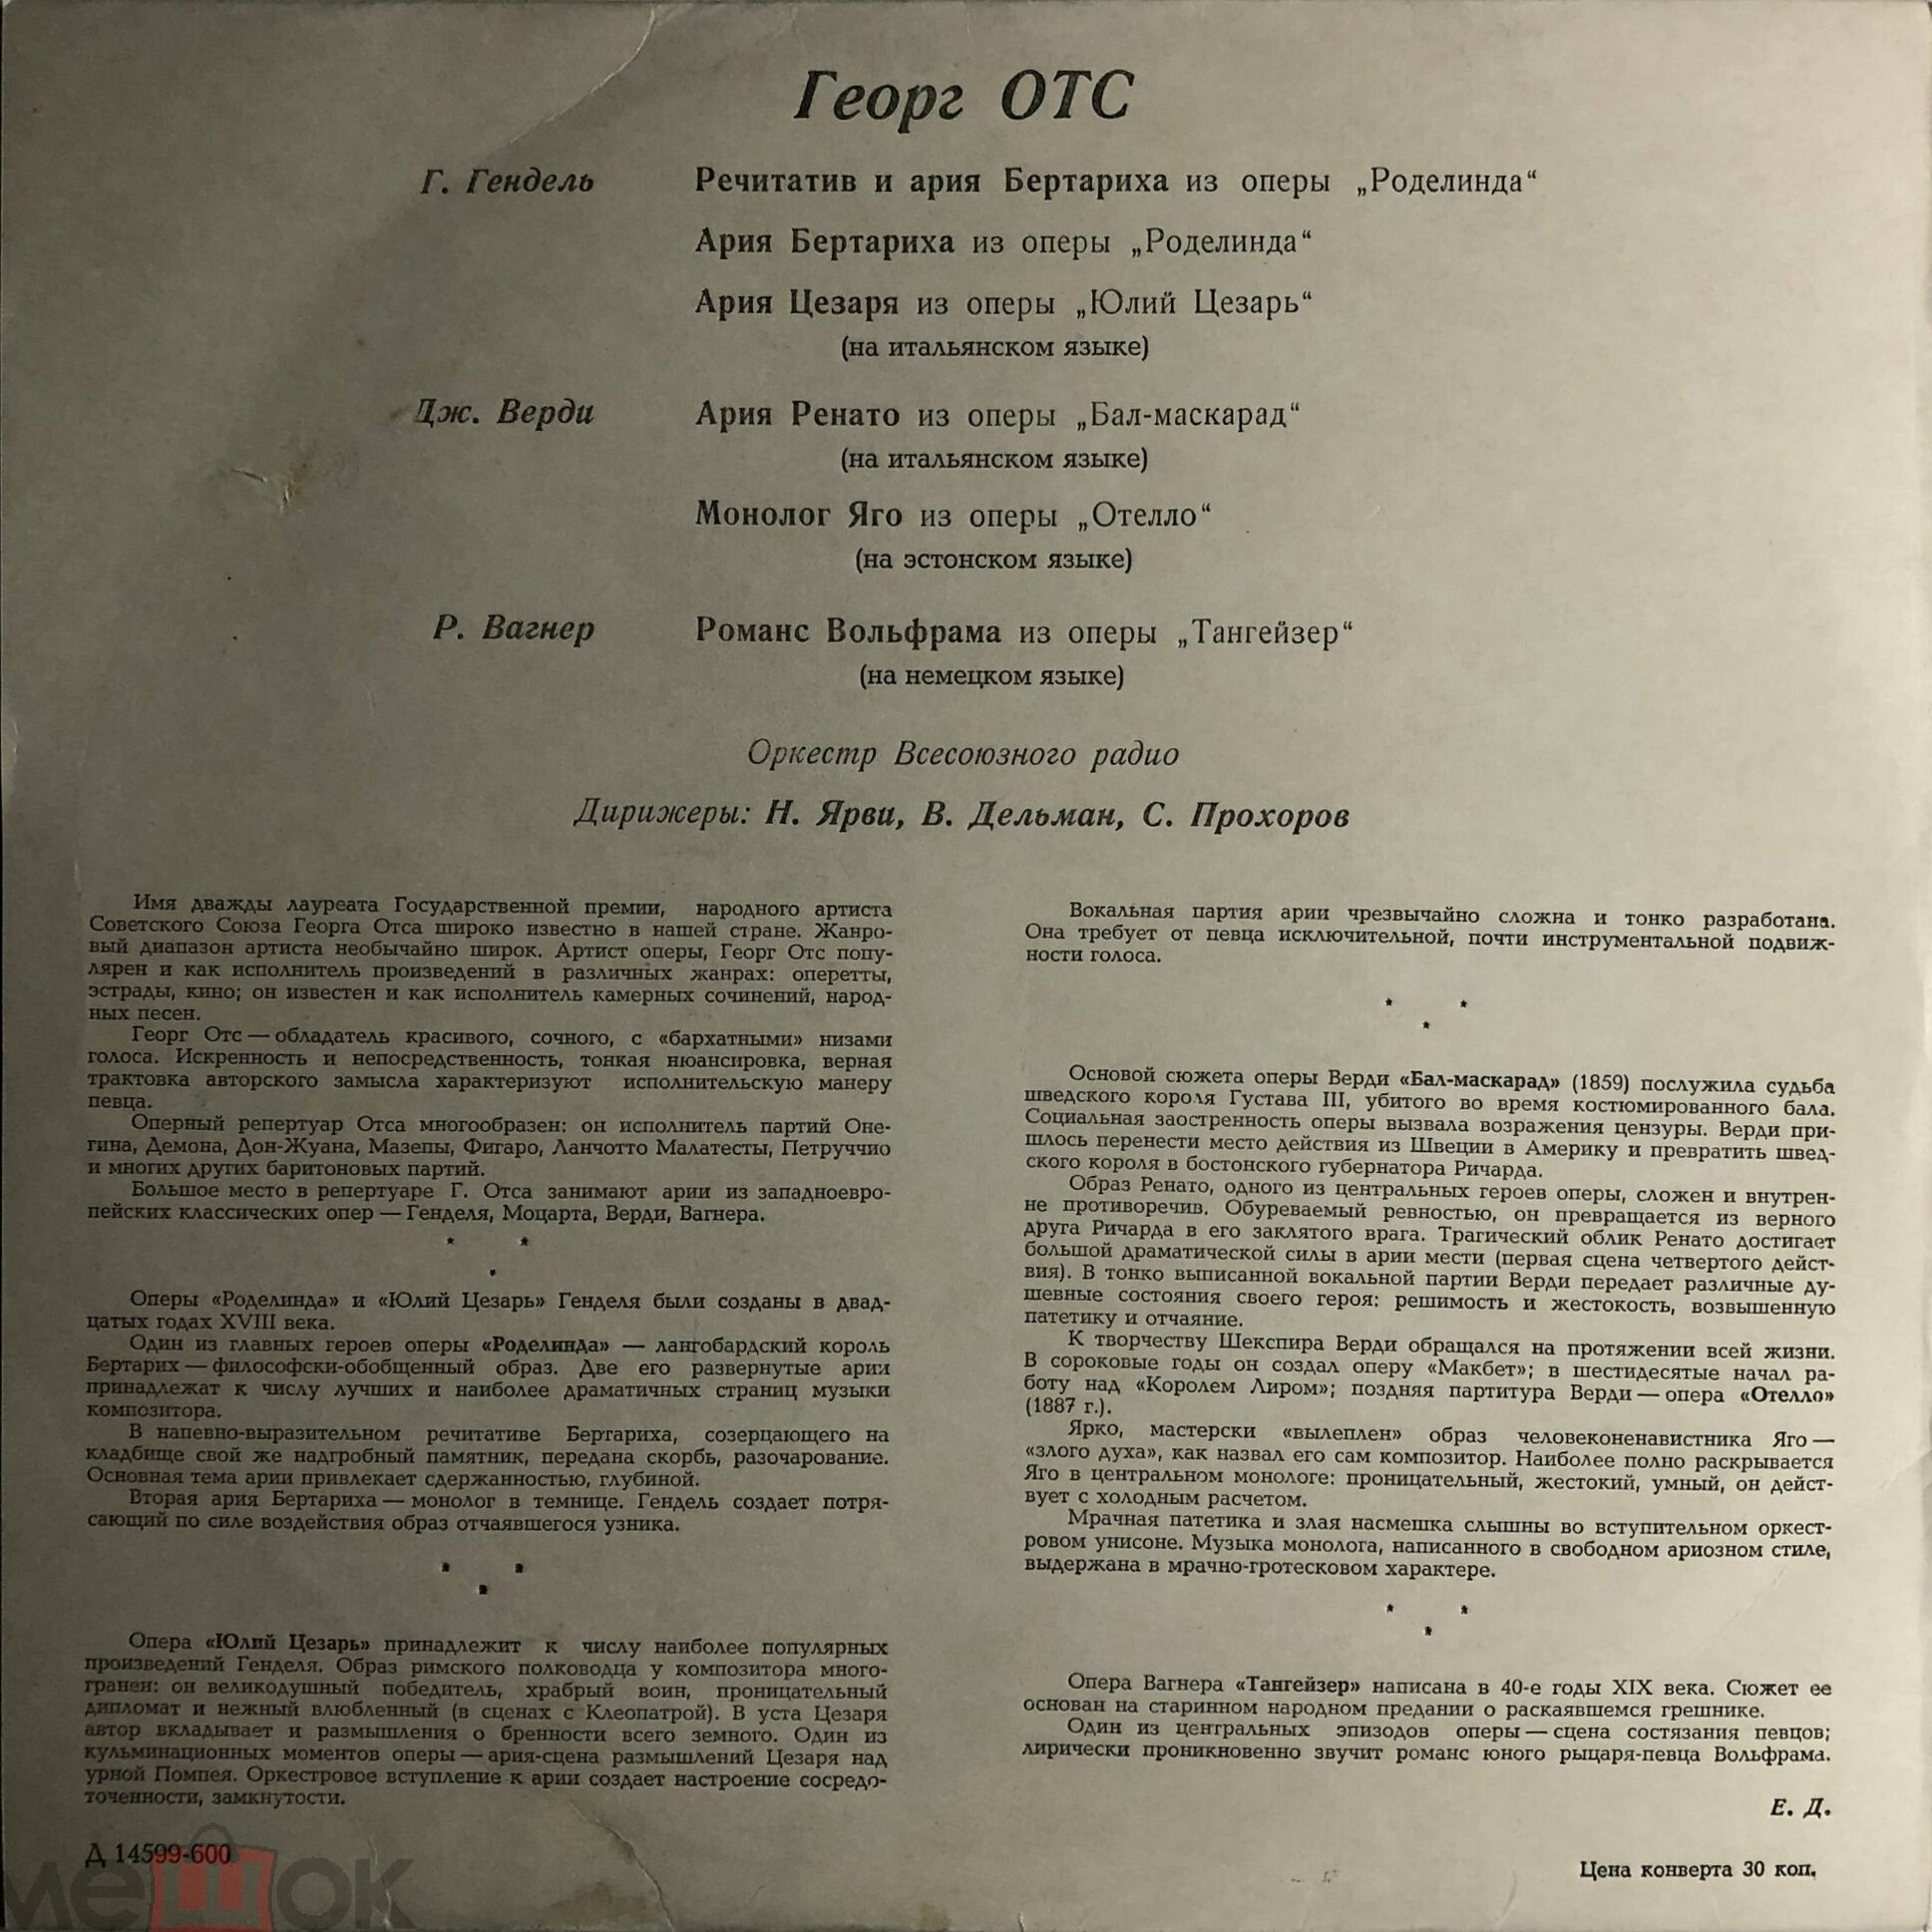 Георг ОТС
Г. Гендель
Речитатив и ария Бертариха из оперы „Роделинда“
Ария Бертариха из оперы „Роделинда“
Ария Цезаря из оперы „Юлий Цезарь“
(на итальянском языке)
Дж. Верди
Ария Ренато из оперы „Бал-маскарад“
(на итальянском языке)
Монолог Яго из оперы „Отелло“
(на эстонском языке)
Р. Вагнер
Романс Вольфрама из оперы „Тангейзер“
(на немецком языке)
Оркестр Всесоюзного радио
Дирижеры: Н. Ярви, В. Дельман, С. Прохоров
Имя дважды лауреата Государственной премии, народного артиста
Советского Союза Георга Отса широко известно в нашей стране. Жанро-
вый диапазон артиста необычайно широк. Артист оперы, Георг Отс попу-
лярен и как исполнитель произведений в различных жанрах: оперетты,
эстрады, кино; он известен и как исполнитель камерных сочинений, народ-
ных песен.
Георг Отс — обладатель красивого, сочного, с «бархатными» низами
голоса. Искренность и непосредственность, тонкая нюансировка, верная
трактовка авторского замысла характеризуют исполнительскую манеру
певца.
Оперный репертуар Отса многообразен: он исполнитель партий Оне-
гина, Демона, Дон-Жуана, Мазепы, Фигаро, Ланчотто Малатесты, Петруччио
и многих других баритоновых партий.
Большое место в репертуаре Г. Отса занимают арии из западноевро-
пейских классических опер — Генделя, Моцарта, Верди, Вагнера.
* *
*
Оперы «Роделинда» и «Юлий Цезарь» Генделя были созданы в двад-
цатых годах XVIII века.
Один из главных героев оперы «Роделинда» — лангобардский король
Бертарих — философски-обобщенный образ. Две его развернутые арии
принадлежат к числу лучших и наиболее драматичных страниц музыки
композитора.
В напевно-выразительном речитативе Бертариха, созерцающего на
кладбище свой же надгробный памятник, передана скорбь, разочарование.
Основная тема арии привлекает сдержанностью, глубиной.
Вторая ария Бертариха — монолог в темнице. Гендель создает потря-
сающий по силе воздействия образ отчаявшегося узника.
* *
*
Опера «Юлий Цезарь» принадлежит к числу наиболее популярных
произведений Генделя. Образ римского полководца у композитора много-
гранен: он великодушный победитель, храбрый воин, проницательный
дипломат и нежный влюбленный (в сценах с Клеопатрой). В уста Цезаря
автор вкладывает и размышления о бренности всего земного. Один из
кульминационных моментов оперы — ария-сцена размышлений Цезаря над
урной Помпея. Оркестровое вступление к арии создает настроение сосредо-
точенности, замкнутости.
Д 14599-600
Вокальная партия арии чрезвычайно сложна и тонко разработана.
Она требует от певца исключительной, почти инструментальной подвиж-
ности голоса.
* *
*
Основой сюжета оперы Верди «Бал-маскарад» (1859) послужила судьба
шведского короля Густава III, убитого во время костюмированного бала.
Социальная заостренность оперы вызвала возражения цензуры. Верди при-
шлось перенести место действия из Швеции в Америку и превратить швед-
ского короля в бостонского губернатора Ричарда.
Образ Ренато, одного из центральных героев оперы, сложен и внутрен-
не противоречив. Обуреваемый ревностью, он превращается из верного
друга Ричарда в его заклятого врага. Трагический облик Ренато достигает
большой драматической силы в арии мести (первая сцена четвертого дейст-
вия). В тонко выписанной вокальной партии Верди передает различные ду-
шевные состояния своего героя: решимость и жестокость, возвышенную
патетику и отчаяние.
К творчеству Шекспира Верди обращался на протяжении всей жизни.
В сороковые годы он создал оперу «Макбет»; в шестидесятые начал ра-
боту над «Королем Лиром»; поздняя партитура Верди — опера «Отелло»
(1887 г.).
Ярко, мастерски «вылеплен» образ человеконенавистника Яго —
«злого духа», как назвал его сам композитор. Наиболее полно раскрывается
Яго в центральном монологе: проницательный, жестокий, умный, он дейст-
вует с холодным расчетом.
Мрачная патетика и злая насмешка слышны во вступительном оркест-
ровом унисоне. Музыка монолога, написанного в свободном ариозном стиле,
выдержана в мрачно-гротесковом характере.
* *
*
Опера Вагнера «Тангейзер» написана в 40-е годы XIX века. Сюжет ее
основан на старинном народном предании о раскаявшемся грешнике.
Один из центральных эпизодов оперы — сцена состязания певцов;
лирически проникновенно звучит романс юного рыцаря-певца Вольфрама.
Е. Д.
Цена конверта 30 коп.
мешок